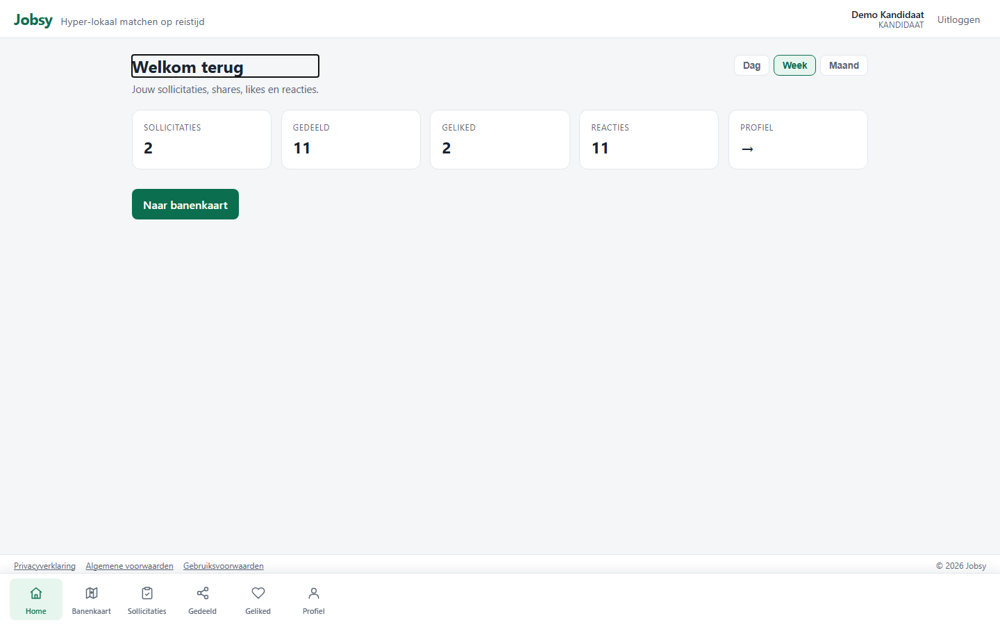 Jobsy Hyper-lokaal matchen op reistijd
Demo Kandidaat
KANDIDAAT
Uitloggen
Welkom terug
Jouw sollicitaties, shares, likes en reacties.
Dag Week Maand
SOLLICITATIES
2
GEDEELD
11
GELIKED
2
REACTIES
11
PROFIEL
→
Naar banenkaart
Privacyverklaring Algemene voorwaarden Gebruiksvoorwaarden
© 2026 Jobsy
Home Banenkaart Sollicitaties Gedeeld Geliked Profiel